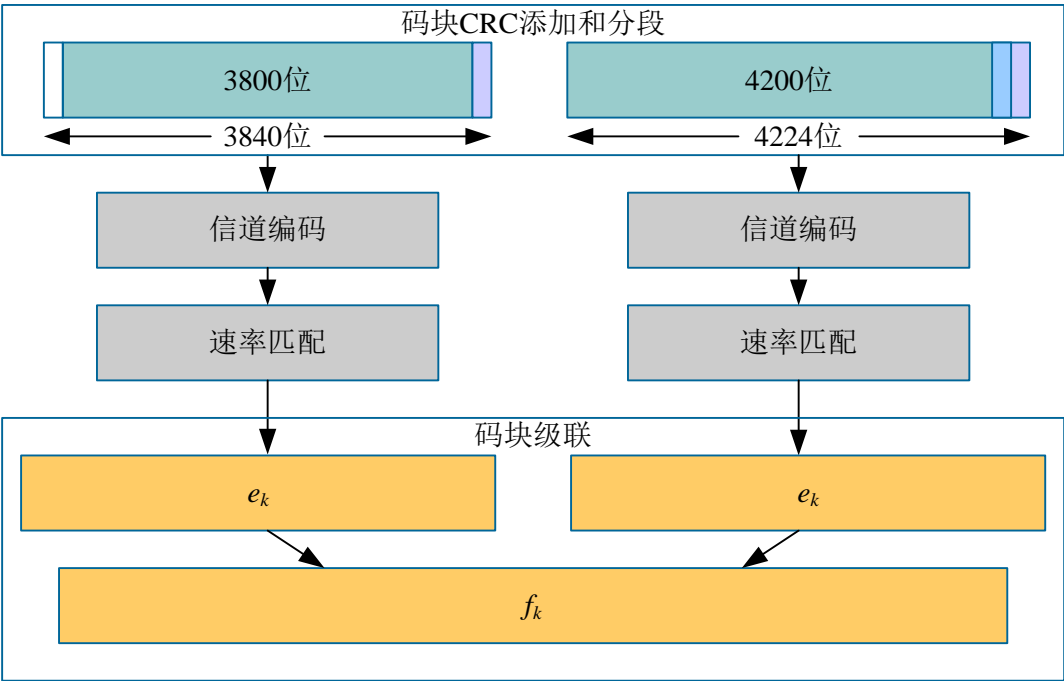 码块CRC添加和分段
3800位
4200位
3840位
4224位
信道编码
信道编码
速率匹配
速率匹配
码块级联
eₖ
eₖ
fₖ